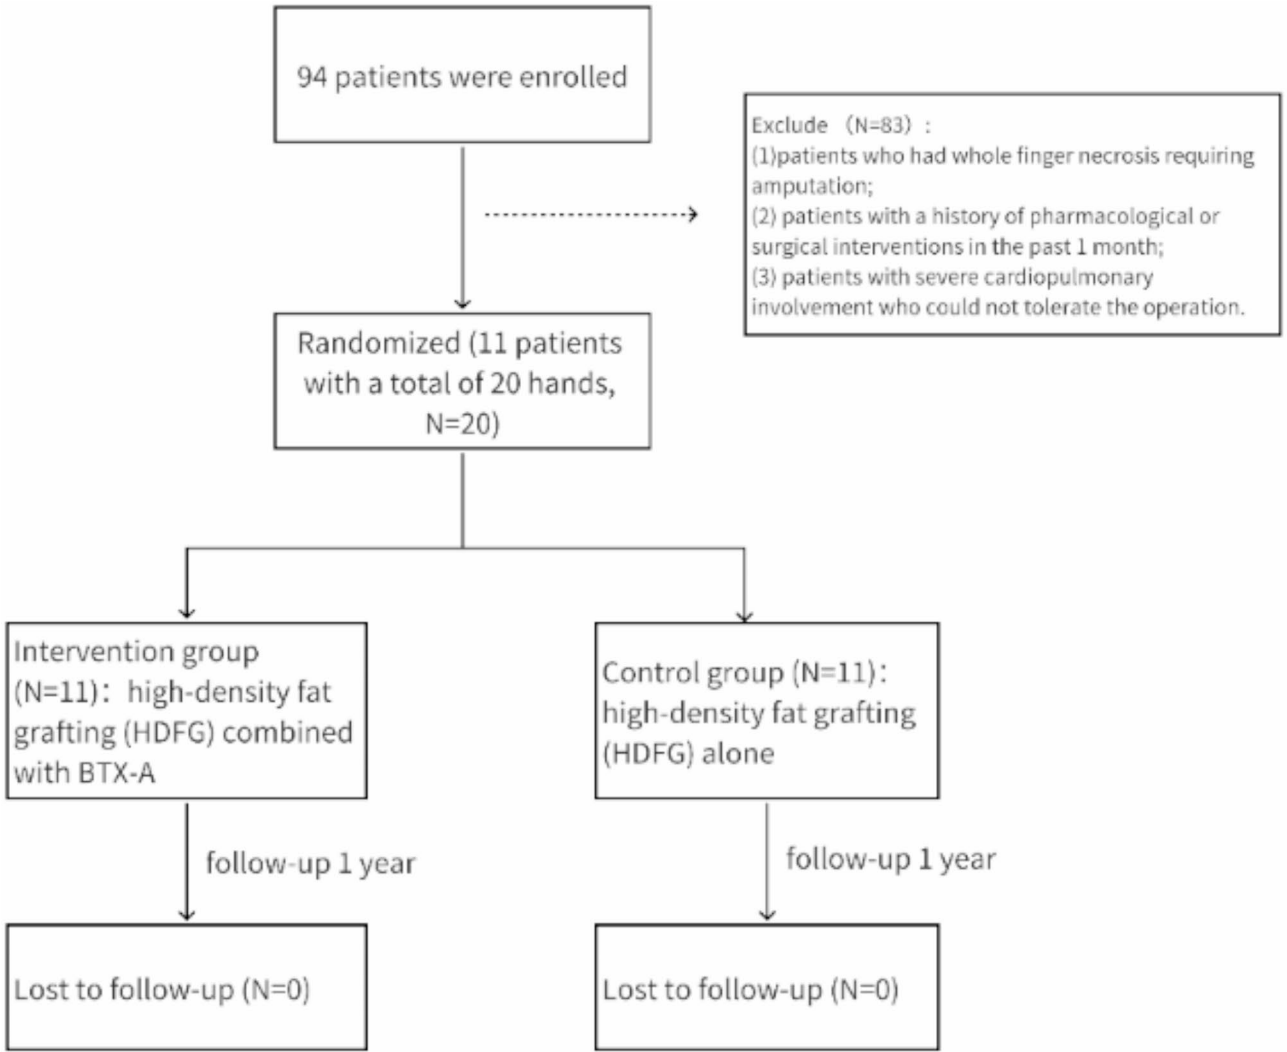 94 patients were enrolled
Exclude （N=83）:
(1)patients who had whole finger necrosis requiring
amputation;
(2) patients with a history of pharmacological or
surgical interventions in the past 1 month;
(3) patients with severe cardiopulmonary
involvement who could not tolerate the operation.
Randomized (11 patients
with a total of 20 hands,
N=20)
Intervention group
(N=11)： high-density fat
grafting (HDFG) combined
with BTX-A
Control group (N=11)：
high-density fat grafting
(HDFG) alone
follow-up 1 year
follow-up 1 year
Lost to follow-up (N=0)
Lost to follow-up (N=0)